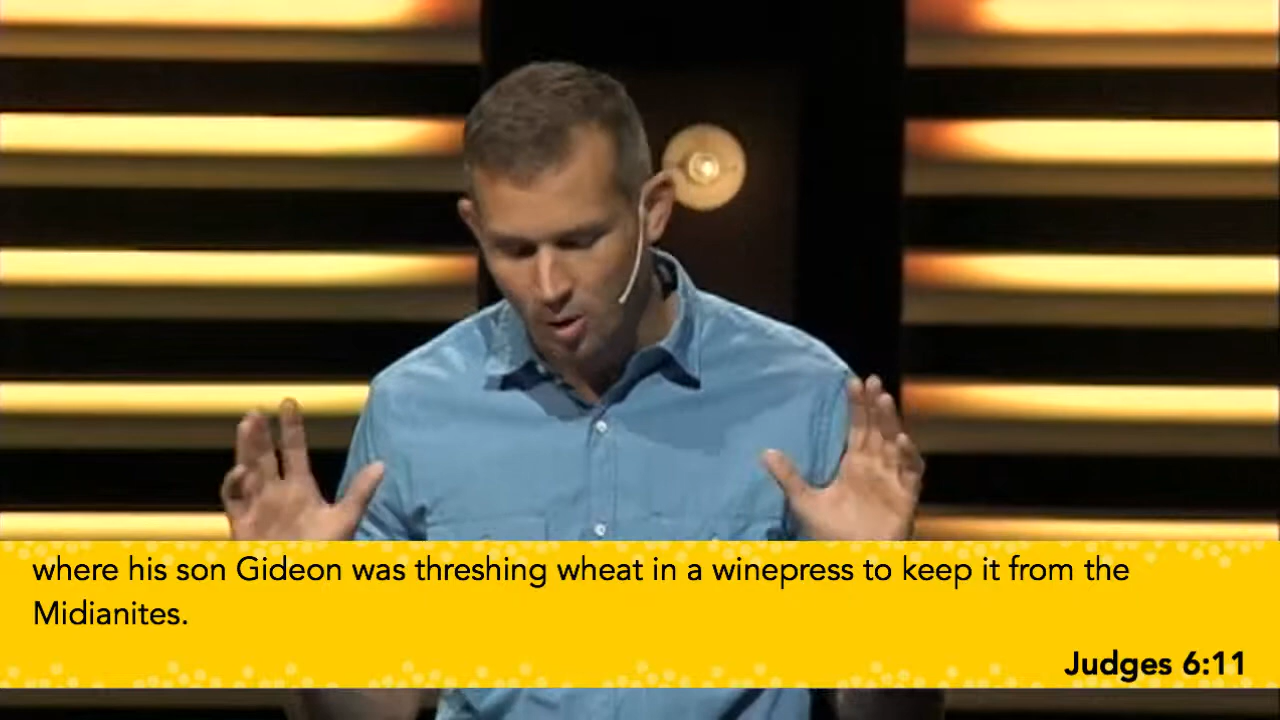 where his son Gideon was threshing wheat in a winepress to keep it from the
Midianites.
Judges 6:11